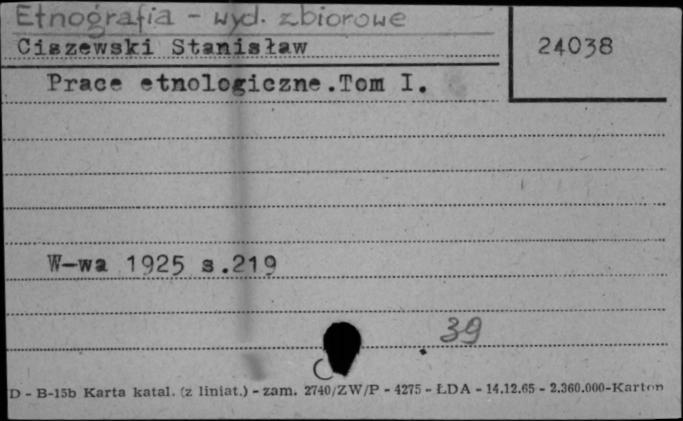 Etnografia - wyd. zbiorowe
Ciszewski Stanisław
24038
Prace etnologiczne.Tom I.
W-wa 1925 s.219
39
D - B-15b Karta katal. (z liniat.) - zam. 2740/ZW/P - 4275 - ŁDA - 14.12.65 - 2.360.000-Karton